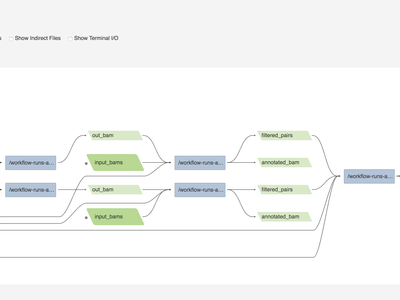 Show Indirect Files Show Terminal I/O
out_bam filtered_pairs
/workflow-runs-a... input_bams /workflow-runs-a... annotated_bam
/workflow-runs-a...
/workflow-runs-a... out_bam /workflow-runs-a... filtered_pairs
input_bams annotated_bam